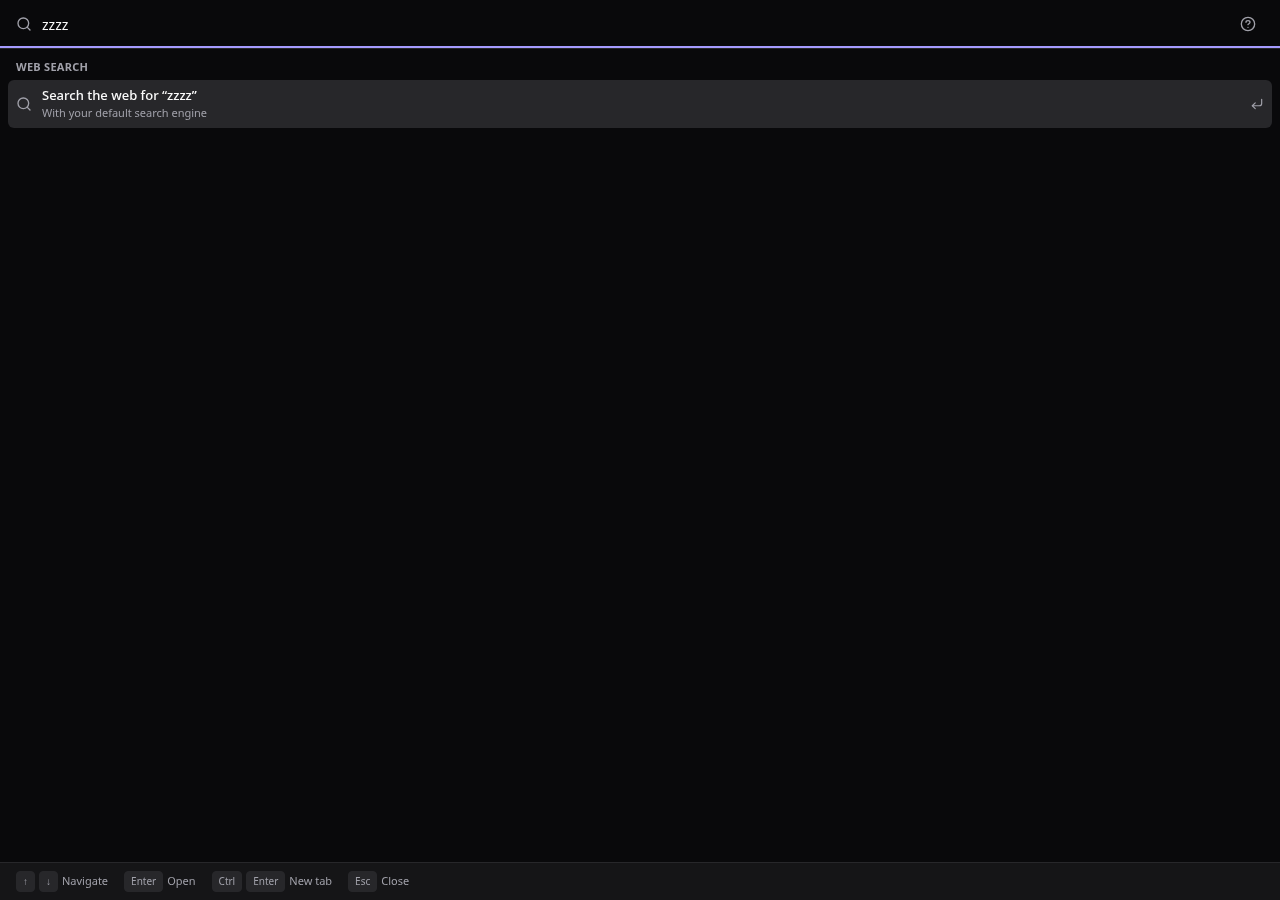 zzzz
WEB SEARCH
Search the web for “zzzz”
With your default search engine
↑ ↓ Navigate Enter Open Ctrl Enter New tab Esc Close